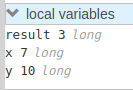 local variables
result 3 long
x 7 long
y 10 long